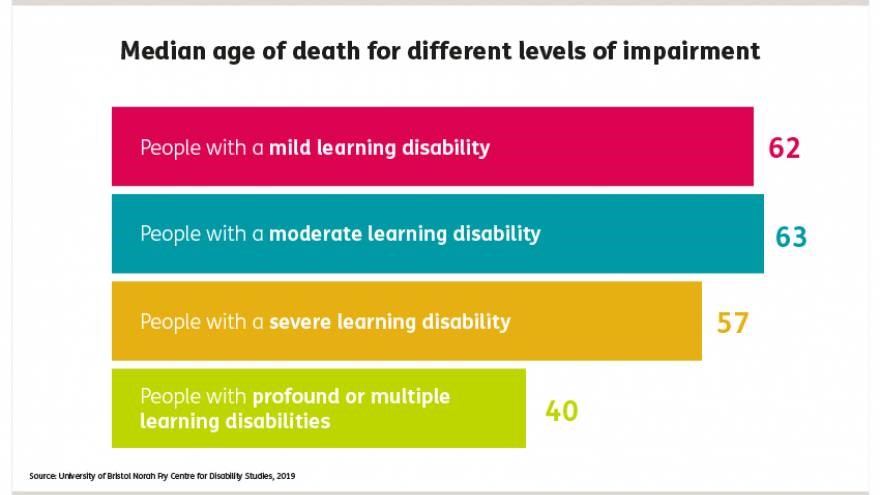 Median age of death for different levels of impairment
People with a mild learning disability
62
People with a moderate learning disability
63
People with a severe learning disability
57
People with profound or multiple
learning disabilities
40
Source: University of Bristol Norah Fry Centre for Disability Studies, 2019